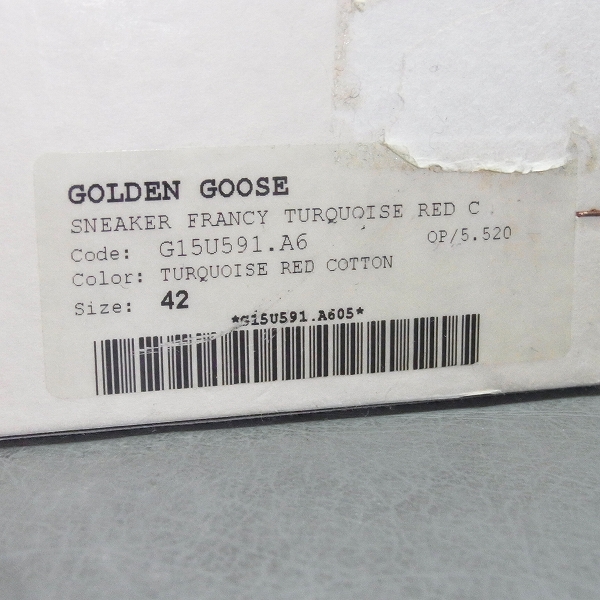 GOLDEN GOOSE
SNEAKER FRANCY TURQUOISE RED C
Code: G15U591.A6 OP/5.520
Color: TURQUOISE RED COTTON
Size: 42
*G15U591.A605*